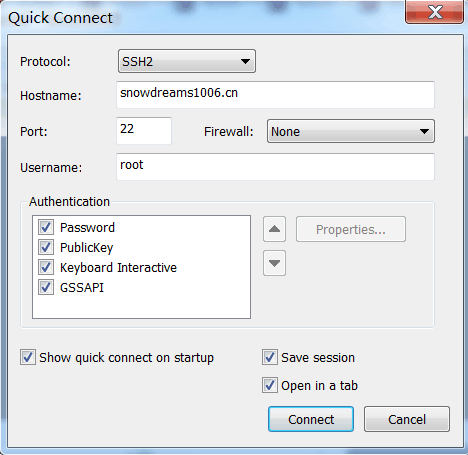 Quick Connect
Protocol: SSH2
Hostname: snowdreams1006.cn
Port: 22 Firewall: None
Username: root
Authentication
Password
PublicKey
Keyboard Interactive
GSSAPI
Properties...
Show quick connect on startup Save session
Open in a tab
Connect Cancel